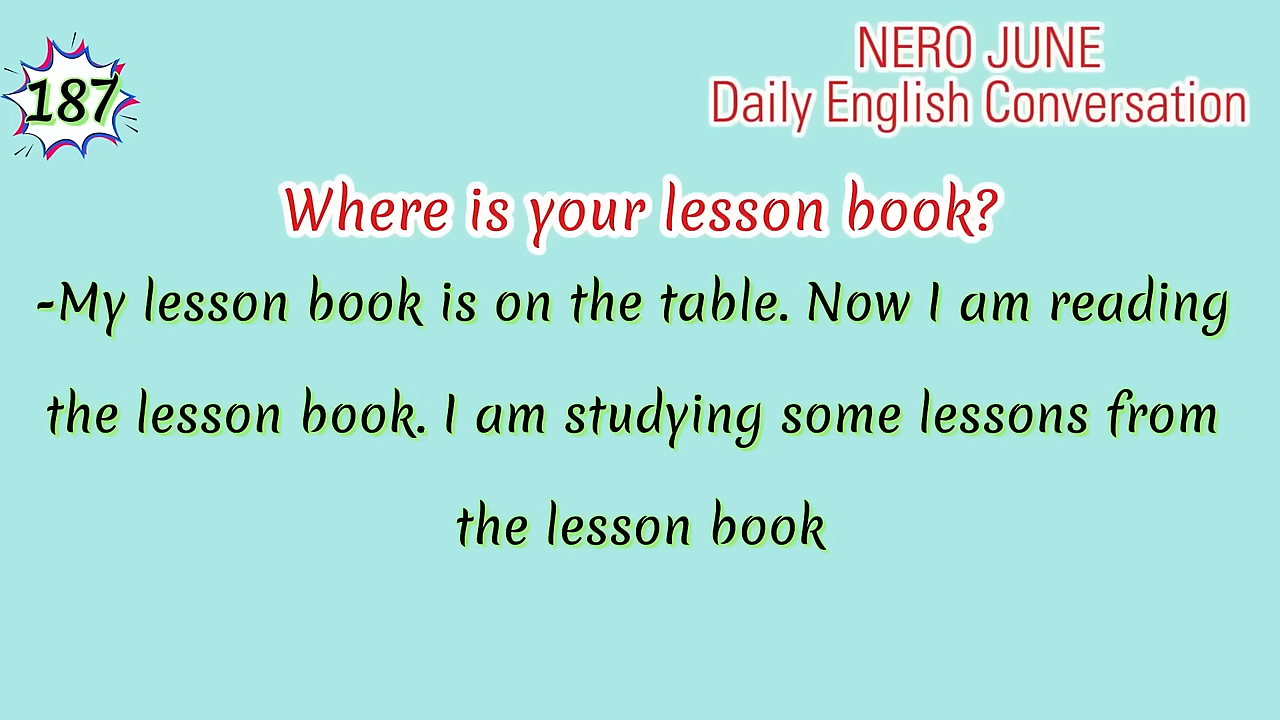 187
NERO JUNE
Daily English Conversation
Where is your lesson book?
-My lesson book is on the table. Now I am reading
the lesson book. I am studying some lessons from
the lesson book